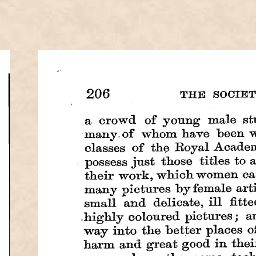 206 THE SOCIET
a crowd of young male stu
many of whom have been w
classes of the Royal Academ
possess just those titles to a
their work, which women ca
many pictures by female arti
small and delicate, ill fitte
highly coloured pictures; an
way into the better places of
harm and great good in thei